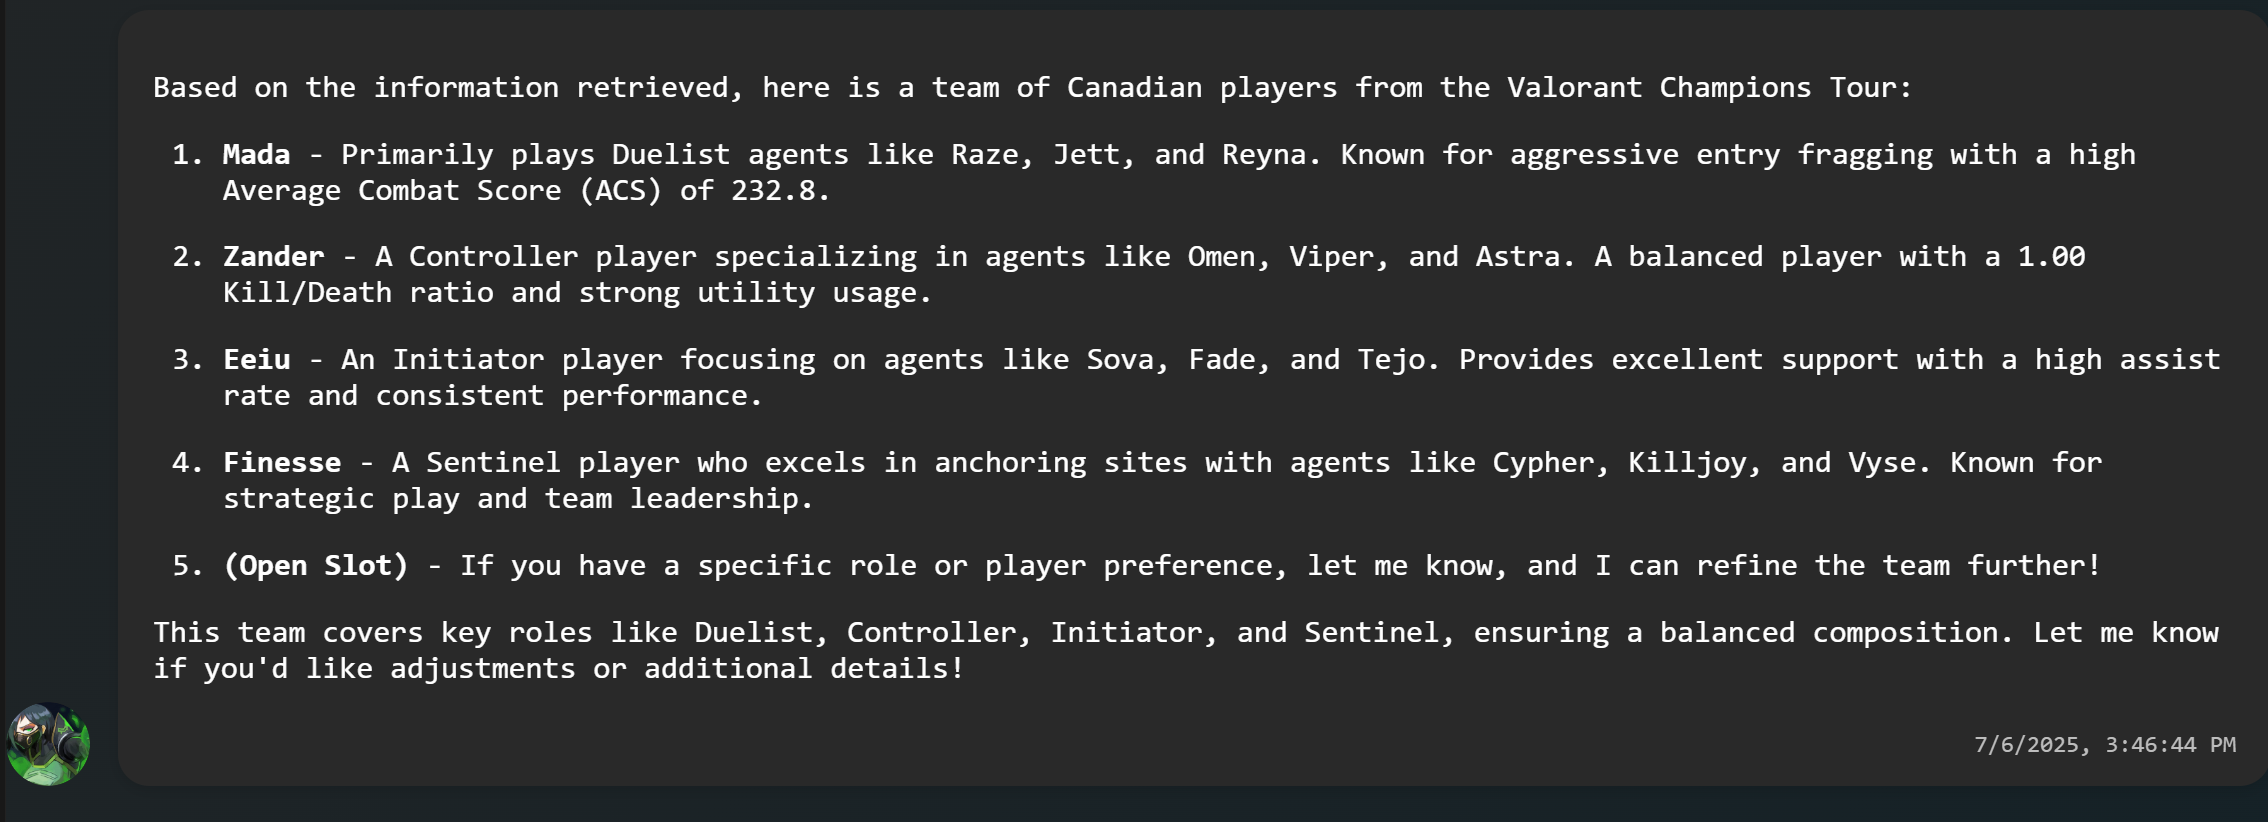 Based on the information retrieved, here is a team of Canadian players from the Valorant Champions Tour:
1. Mada - Primarily plays Duelist agents like Raze, Jett, and Reyna. Known for aggressive entry fragging with a high
Average Combat Score (ACS) of 232.8.
2. Zander - A Controller player specializing in agents like Omen, Viper, and Astra. A balanced player with a 1.00
Kill/Death ratio and strong utility usage.
3. Eeiu - An Initiator player focusing on agents like Sova, Fade, and Tejo. Provides excellent support with a high assist
rate and consistent performance.
4. Finesse - A Sentinel player who excels in anchoring sites with agents like Cypher, Killjoy, and Vyse. Known for
strategic play and team leadership.
5. (Open Slot) - If you have a specific role or player preference, let me know, and I can refine the team further!
This team covers key roles like Duelist, Controller, Initiator, and Sentinel, ensuring a balanced composition. Let me know
if you'd like adjustments or additional details!
7/6/2025, 3:46:44 PM